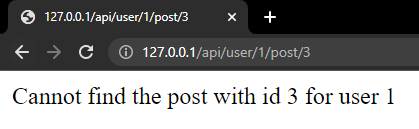 127.0.0.1/api/user/1/post/3
127.0.0.1/api/user/1/post/3
Cannot find the post with id 3 for user 1